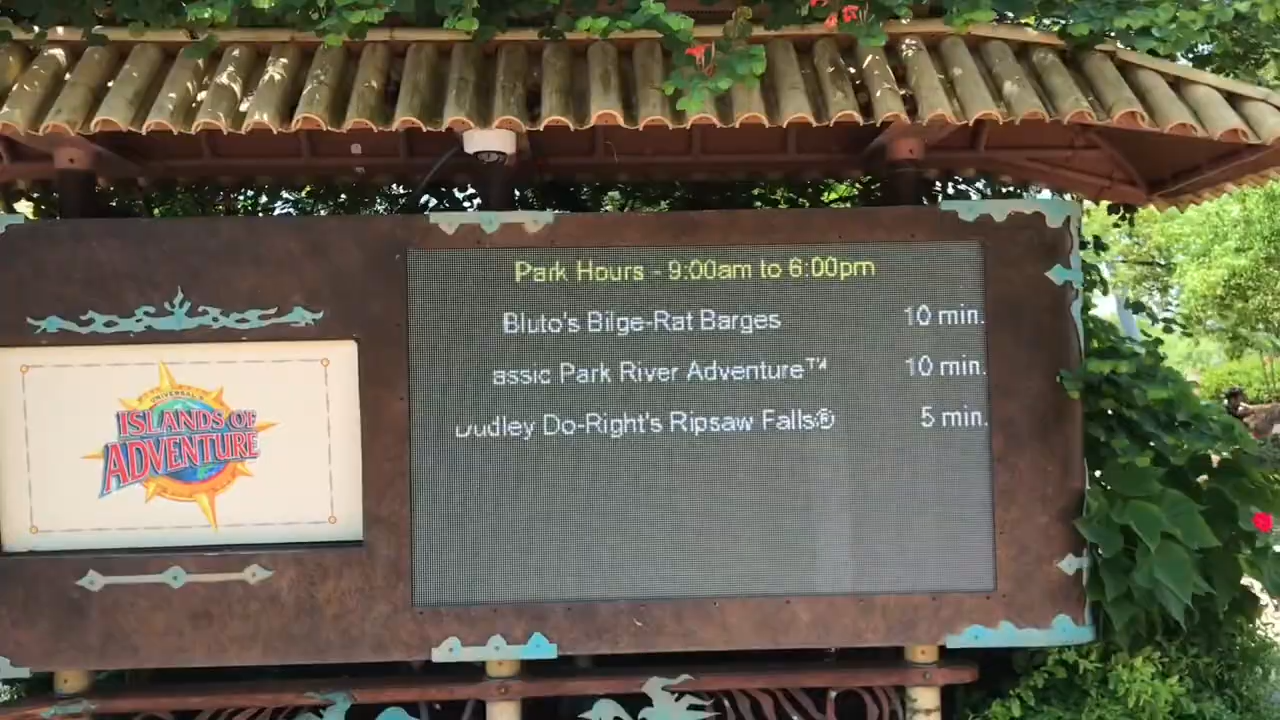 Park Hours - 9:00am to 6:00pm
Bluto's Bilge-Rat Barges 10 min.
assic Park River Adventure™ 10 min.
Dudley Do-Right's Ripsaw Falls® 5 min.
UNIVERSAL'S
ISLANDS OF
ADVENTURE